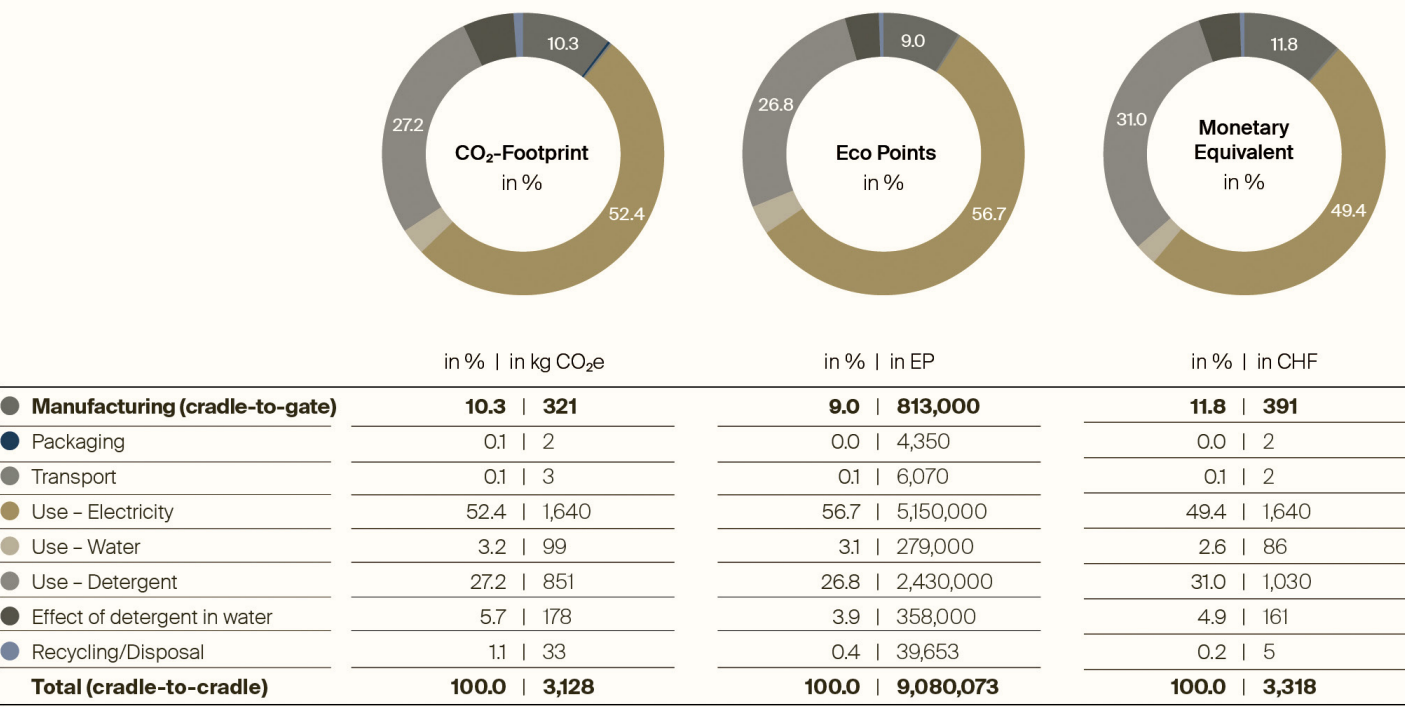 10.3
27.2
52.4
CO₂-Footprint
in %
9.0
26.8
56.7
Eco Points
in %
11.8
31.0
49.4
Monetary
Equivalent
in %
in % | in kg CO₂e
in % | in EP
in % | in CHF
Manufacturing (cradle-to-gate) 10.3 | 321 9.0 | 813,000 11.8 | 391
Packaging 0.1 | 2 0.0 | 4,350 0.0 | 2
Transport 0.1 | 3 0.1 | 6,070 0.1 | 2
Use – Electricity 52.4 | 1,640 56.7 | 5,150,000 49.4 | 1,640
Use – Water 3.2 | 99 3.1 | 279,000 2.6 | 86
Use – Detergent 27.2 | 851 26.8 | 2,430,000 31.0 | 1,030
Effect of detergent in water 5.7 | 178 3.9 | 358,000 4.9 | 161
Recycling/Disposal 1.1 | 33 0.4 | 39,653 0.2 | 5
Total (cradle-to-cradle) 100.0 | 3,128 100.0 | 9,080,073 100.0 | 3,318